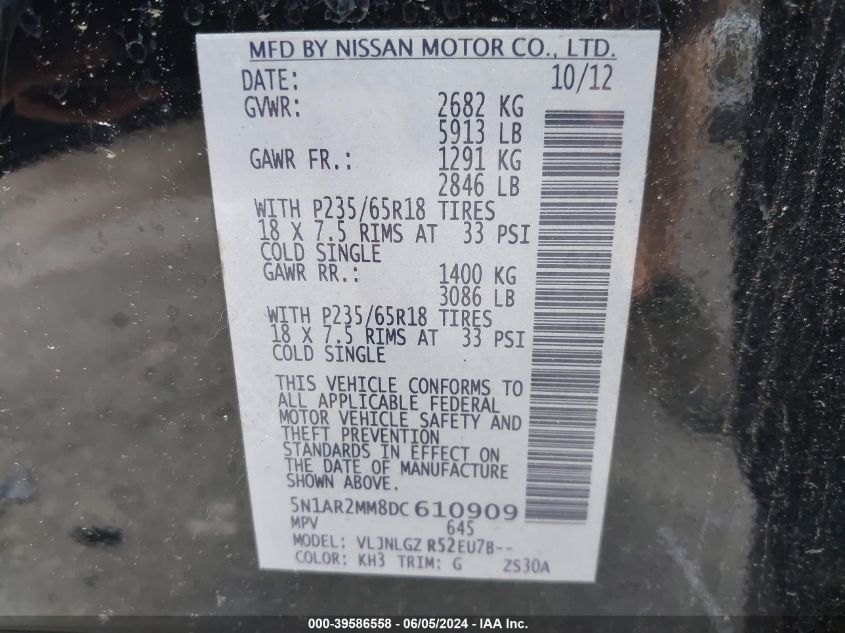 MFD BY NISSAN MOTOR CO., LTD.
DATE: 10/12
GVWR: 2682 KG
5913 LB
GAWR FR.: 1291 KG
2846 LB
WITH P235/65R18 TIRES
18 X 7.5 RIMS AT 33 PSI
COLD SINGLE
GAWR RR.: 1400 KG
3086 LB
WITH P235/65R18 TIRES
18 X 7.5 RIMS AT 33 PSI
COLD SINGLE
THIS VEHICLE CONFORMS TO
ALL APPLICABLE FEDERAL
MOTOR VEHICLE SAFETY AND
THEFT PREVENTION
STANDARDS IN EFFECT ON
THE DATE OF MANUFACTURE
SHOWN ABOVE.
5N1AR2MM8DC610909
MPV 645
MODEL: VLJNLGZ R52EU7B--
COLOR: KH3 TRIM: G ZS30A
000-39586558 - 06/05/2024 - IAA Inc.